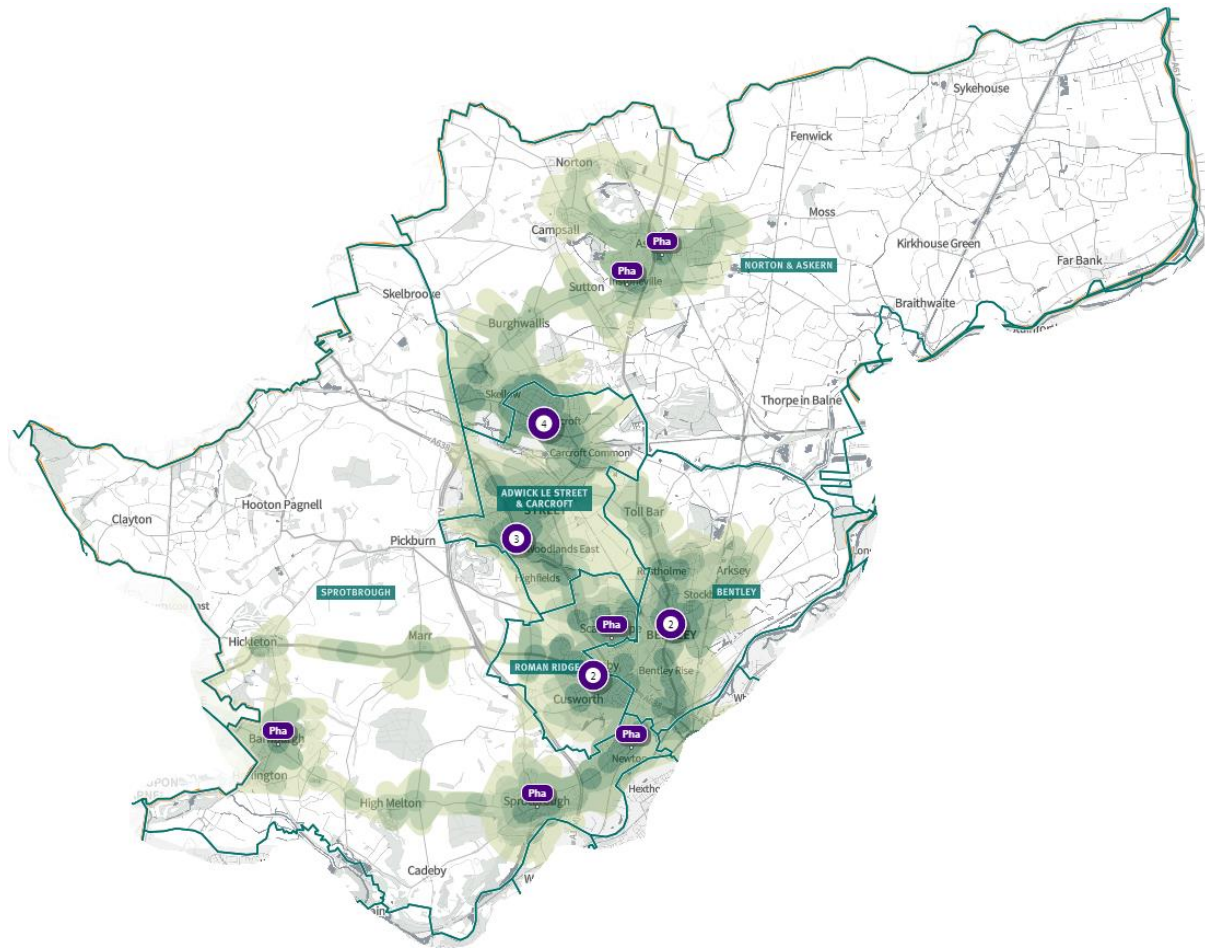 Sykehouse
Fenwick
Norton
Moss
Campsall
Pha
Kirkhouse Green
Far Bank
NORTON & ASKERN
Pha
Sutton
Skelbrooke
Braithwaite
Burghwallis
Skellow
Thorpe in Balne
4
A638
Carcroft Common
ADWICK LE STREET
& CARCROFT
STREET
Hooton Pagnell
Clayton
Toll Bar
Pickburn
3
Woodlands East
Arksey
Highfields
SPROTBROUGH
BENTLEY
Pha
2
Hickleton
Marr
ROMAN RIDGE
Bentley Rise
2
Cusworth
Pha
Pha
High Melton
Pha
Cadeby